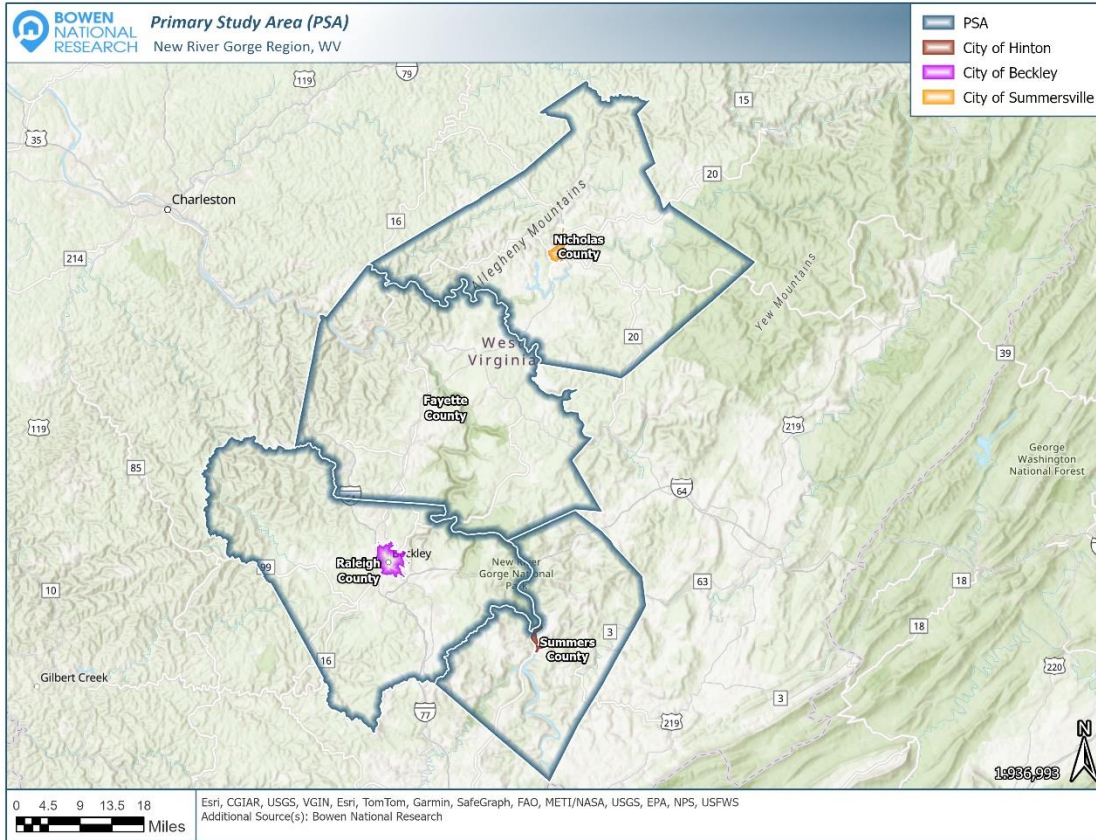 BOWEN
NATIONAL
RESEARCH
Primary Study Area (PSA)
New River Gorge Region, WV
PSA
City of Hinton
City of Beckley
City of Summersville
119
79
15
35
20
Charleston
16
Allegheny Mountains
Nicholas
County
214
Yew Mountains
20
West
Virginia
39
Fayette
County
119
219
85
George
Washington
National Forest
64
Beckley
Raleigh
County
99
New River
Gorge National
Park
63
10
18
18
3
Summers
County
16
220
Gilbert Creek
77
3
219
N
1:936,993
0 4.5 9 13.5 18
Miles
Esri, CGIAR, USGS, VGIN, Esri, TomTom, Garmin, SafeGraph, FAO, METI/NASA, USGS, EPA, NPS, USFWS
Additional Source(s): Bowen National Research